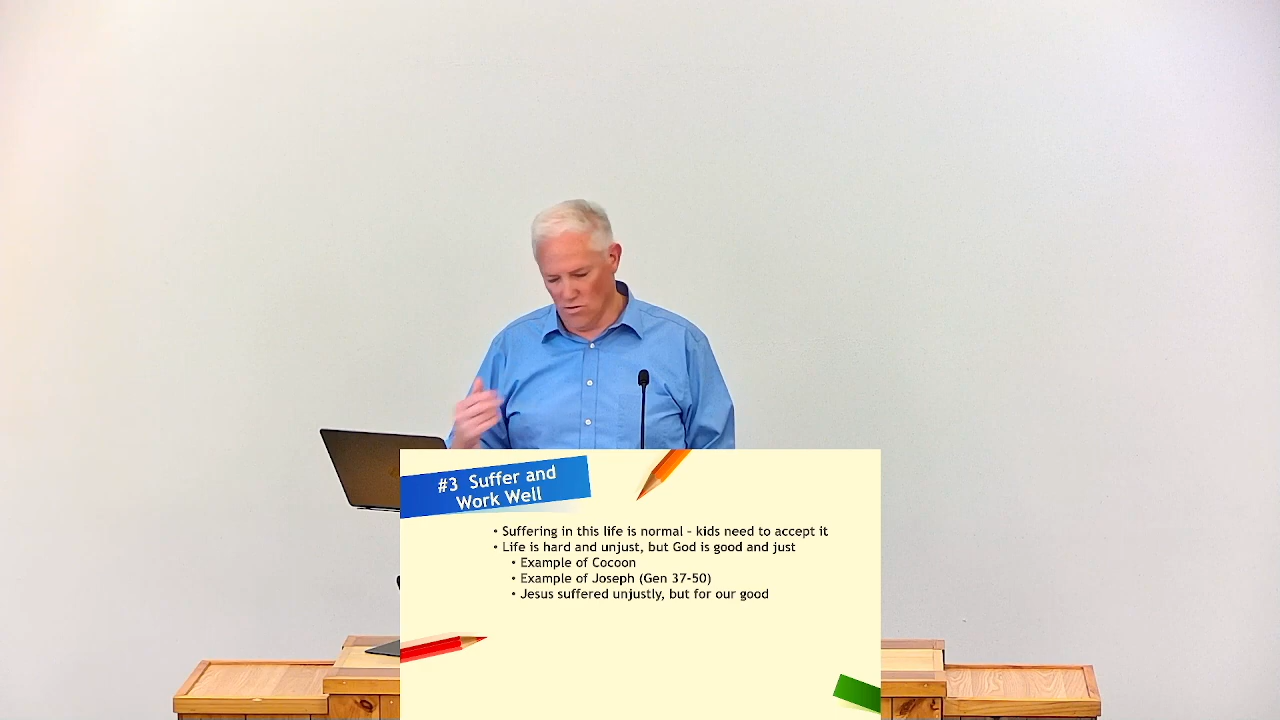 #3 Suffer and
Work Well
• Suffering in this life is normal - kids need to accept it
• Life is hard and unjust, but God is good and just
• Example of Cocoon
• Example of Joseph (Gen 37-50)
• Jesus suffered unjustly, but for our good